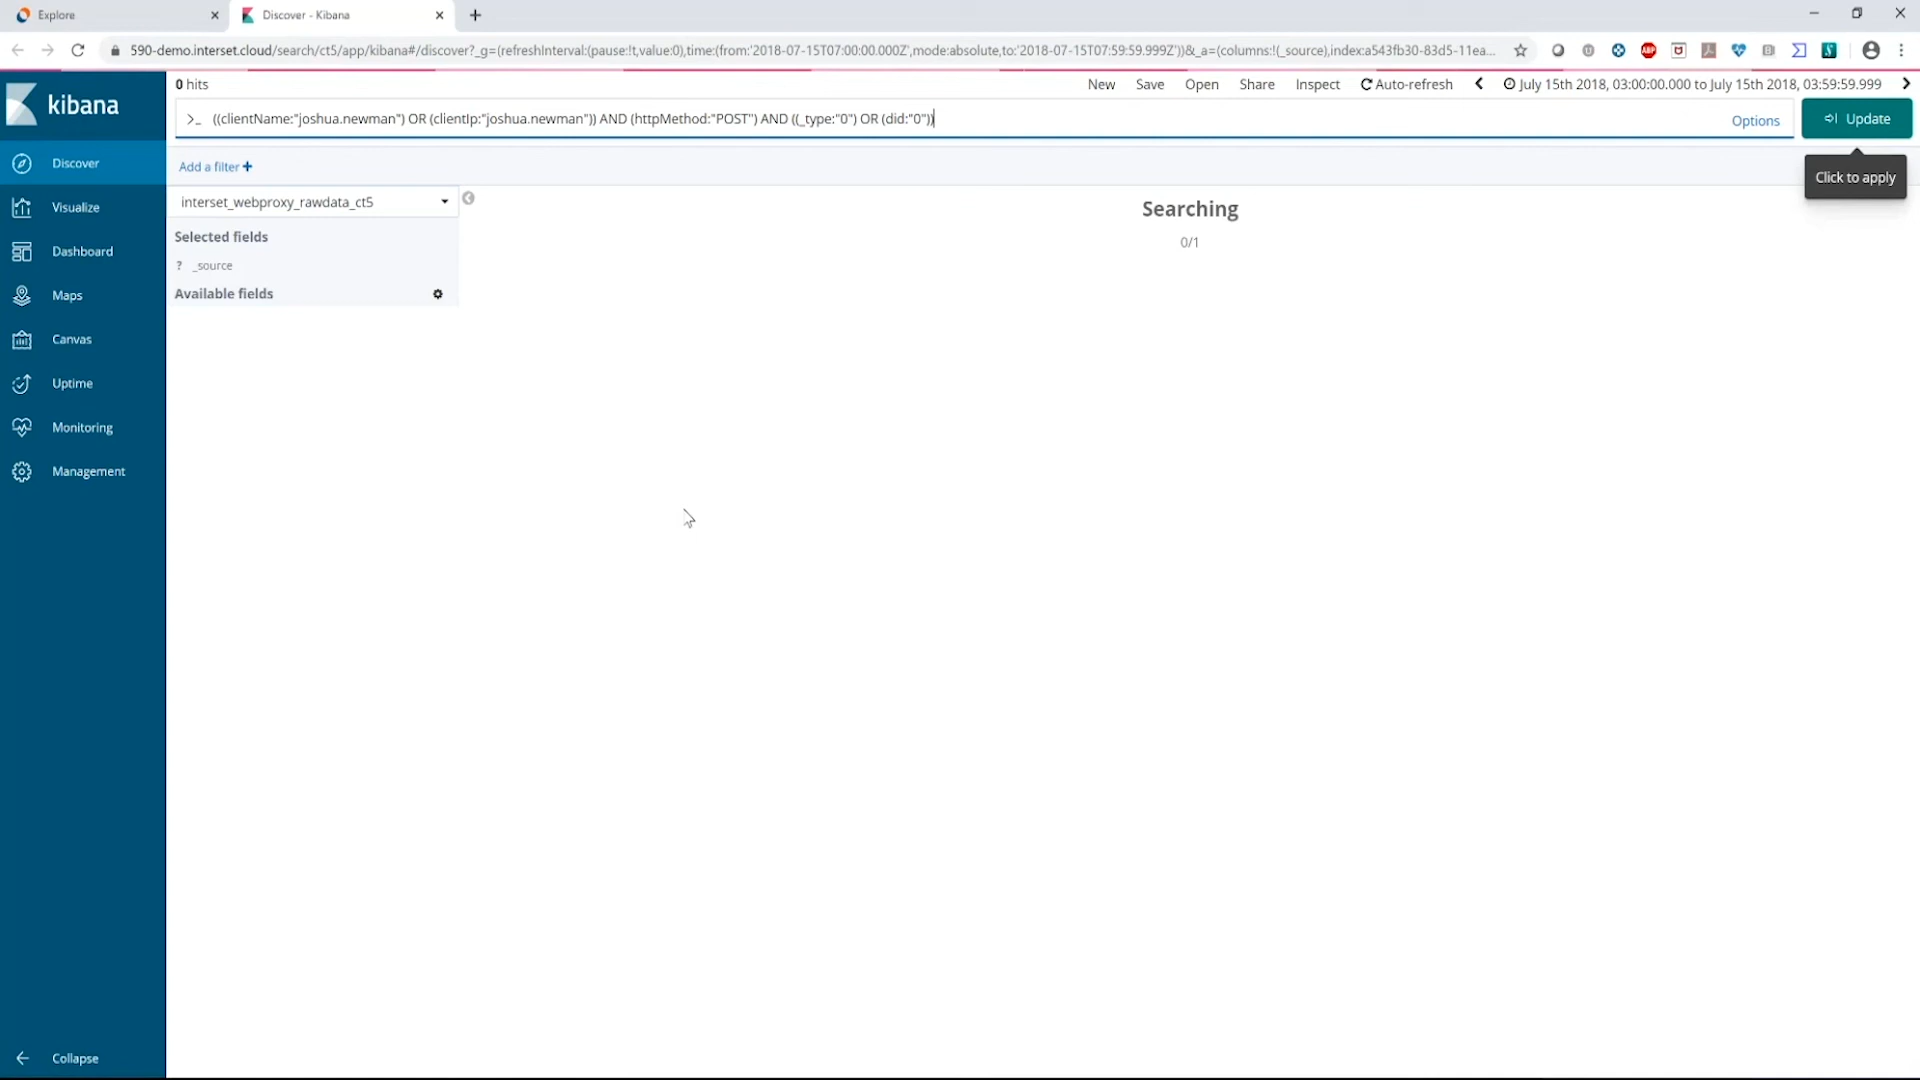 Explore
Discover - Kibana
590-demo.interset.cloud/search/ct5/app/kibana#/discover?_g=(refreshInterval:(pause:!t,value:0),time:(from:'2018-07-15T07:00:00.000Z',mode:absolute,to:'2018-07-15T07:59:59.999Z'))&_a=(columns:!(_source),index:a543fb30-83d5-11ea...
kibana
0 hits
New Save Open Share Inspect Auto-refresh July 15th 2018, 03:00:00.000 to July 15th 2018, 03:59:59.999
>_ ((clientName:"joshua.newman") OR (clientIp:"joshua.newman")) AND (httpMethod:"POST") AND ((_type:"0") OR (did:"0"))
Options
Update
Click to apply
Add a filter +
Discover
Visualize
Dashboard
Maps
Canvas
Uptime
Monitoring
Management
Collapse
interset_webproxy_rawdata_ct5
Selected fields
? _source
Available fields
Searching
0/1